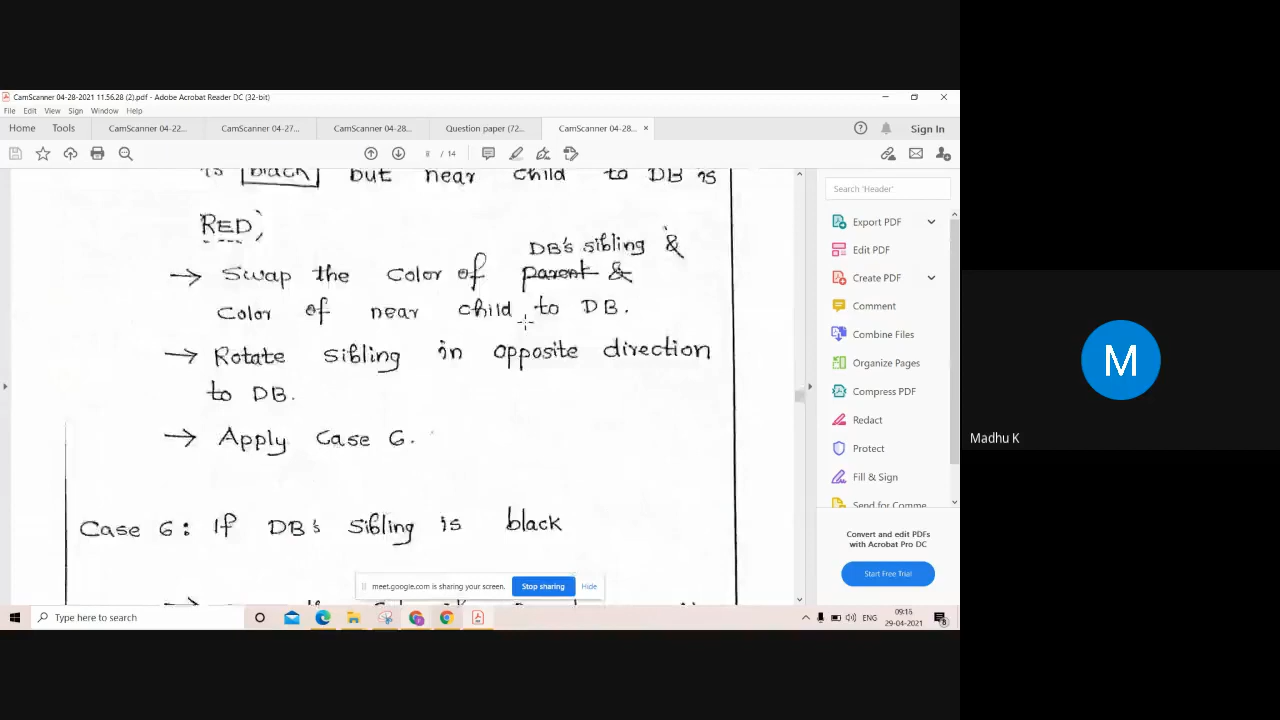 CamScanner 04-28-2021 11.56.28 (2).pdf - Adobe Acrobat Reader DC (32-bit)
File Edit View Sign Window Help
Home Tools CamScanner 04-22... CamScanner 04-27... CamScanner 04-28... Question paper (72... CamScanner 04-28... × Sign In
8 / 14
is black but near child to DB is
RED,
DB's sibling &
→ Swap the color of parent &
color of near child to DB.
→ Rotate sibling in opposite direction
to DB.
→ Apply Case 6.
Case 6: If DB's sibling is black
meet.google.com is sharing your screen. Stop sharing Hide
Search 'Header'
Export PDF
Edit PDF
Create PDF
Comment
Combine Files
Organize Pages
Compress PDF
Redact
Protect
Fill & Sign
Send for Comme
Convert and edit PDFs
with Acrobat Pro DC
Start Free Trial
Type here to search
ENG
09:16
29-04-2021
M
Madhu K